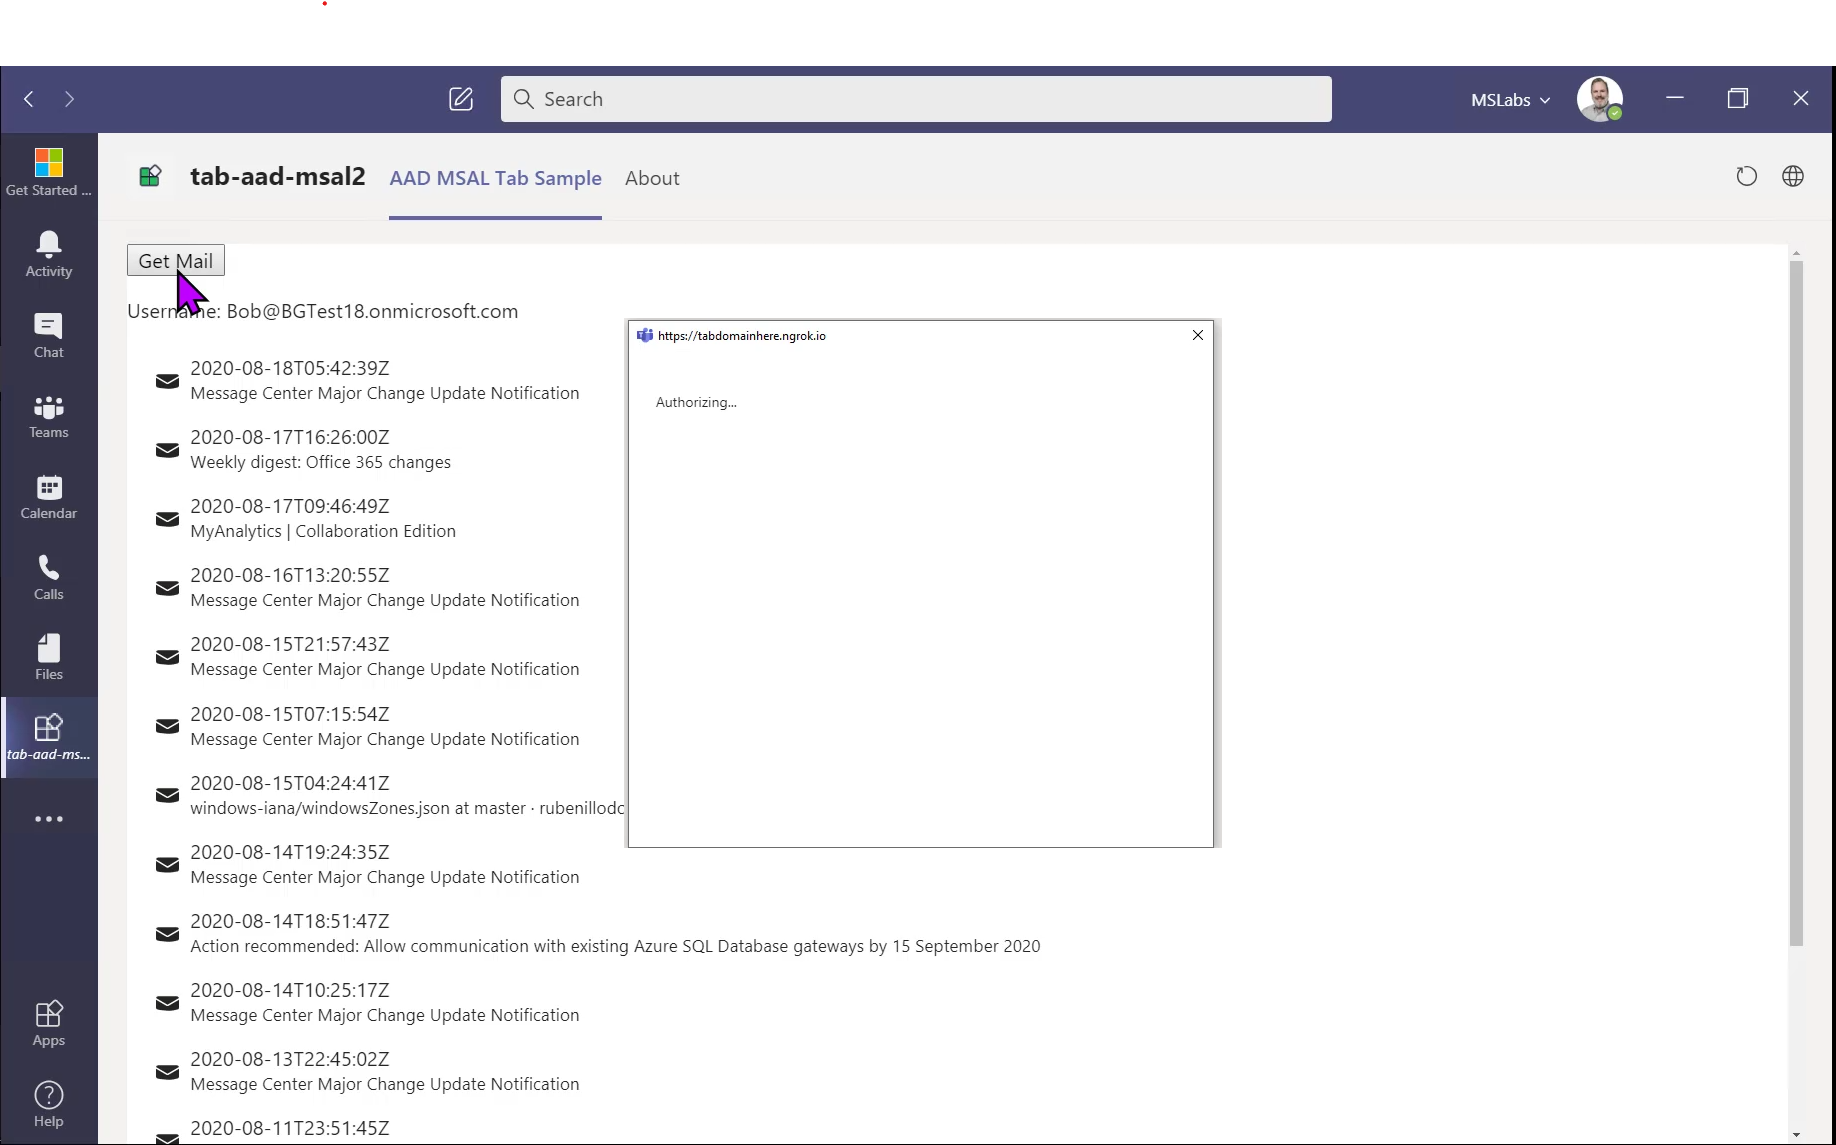 Search
MSLabs
Get Started ...
Activity
Chat
Teams
Calendar
Calls
Files
tab-aad-ms...
Apps
Help
tab-aad-msal2
AAD MSAL Tab Sample
About
Get Mail
Username: Bob@BGTest18.onmicrosoft.com
2020-08-18T05:42:39Z
Message Center Major Change Update Notification
2020-08-17T16:26:00Z
Weekly digest: Office 365 changes
2020-08-17T09:46:49Z
MyAnalytics | Collaboration Edition
2020-08-16T13:20:55Z
Message Center Major Change Update Notification
2020-08-15T21:57:43Z
Message Center Major Change Update Notification
2020-08-15T07:15:54Z
Message Center Major Change Update Notification
2020-08-15T04:24:41Z
windows-iana/windowsZones.json at master · rubenillodo
2020-08-14T19:24:35Z
Message Center Major Change Update Notification
2020-08-14T18:51:47Z
Action recommended: Allow communication with existing Azure SQL Database gateways by 15 September 2020
2020-08-14T10:25:17Z
Message Center Major Change Update Notification
2020-08-13T22:45:02Z
Message Center Major Change Update Notification
2020-08-11T23:51:45Z
https://tabdomainhere.ngrok.io
Authorizing...